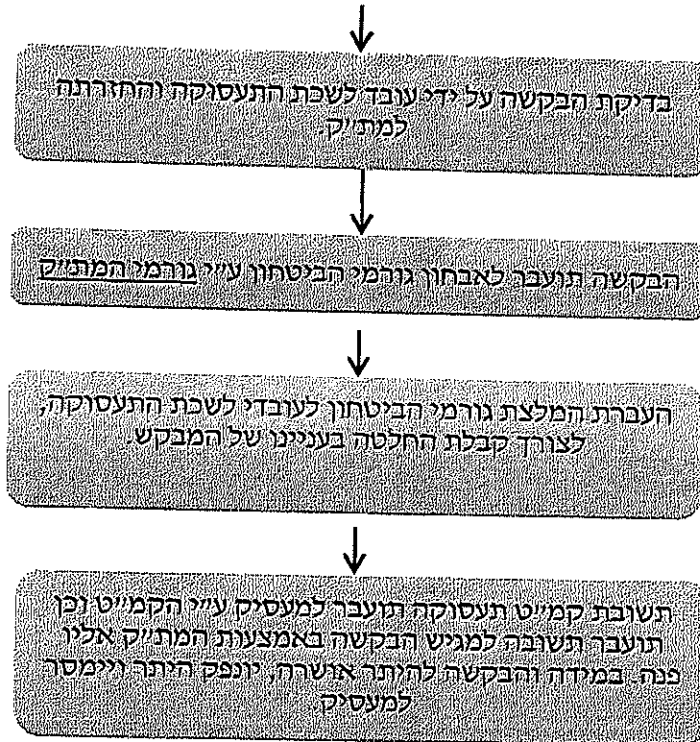 בדיקת הבקשה על ידי עובד לשכת התעסוקה והחזרתה
למת״ק.
הבקשה תועבר לאבחון גורמי הביטחון ע״י גורמי המת״ק
העברת המלצת גורמי הביטחון לעובדי לשכת התעסוקה,
לצורך קבלת החלטה בעניינו של המבקש.
תשובת קמ״ט תעסוקה תועבר למעסיק ע״י הקמ״ט וכן
תועבר תשובה למגיש הבקשה באמצעות המת״ק אליו
פנה. במידה והבקשה להיתר אושרה, יונפק היתר ויימסר
למעסיק.